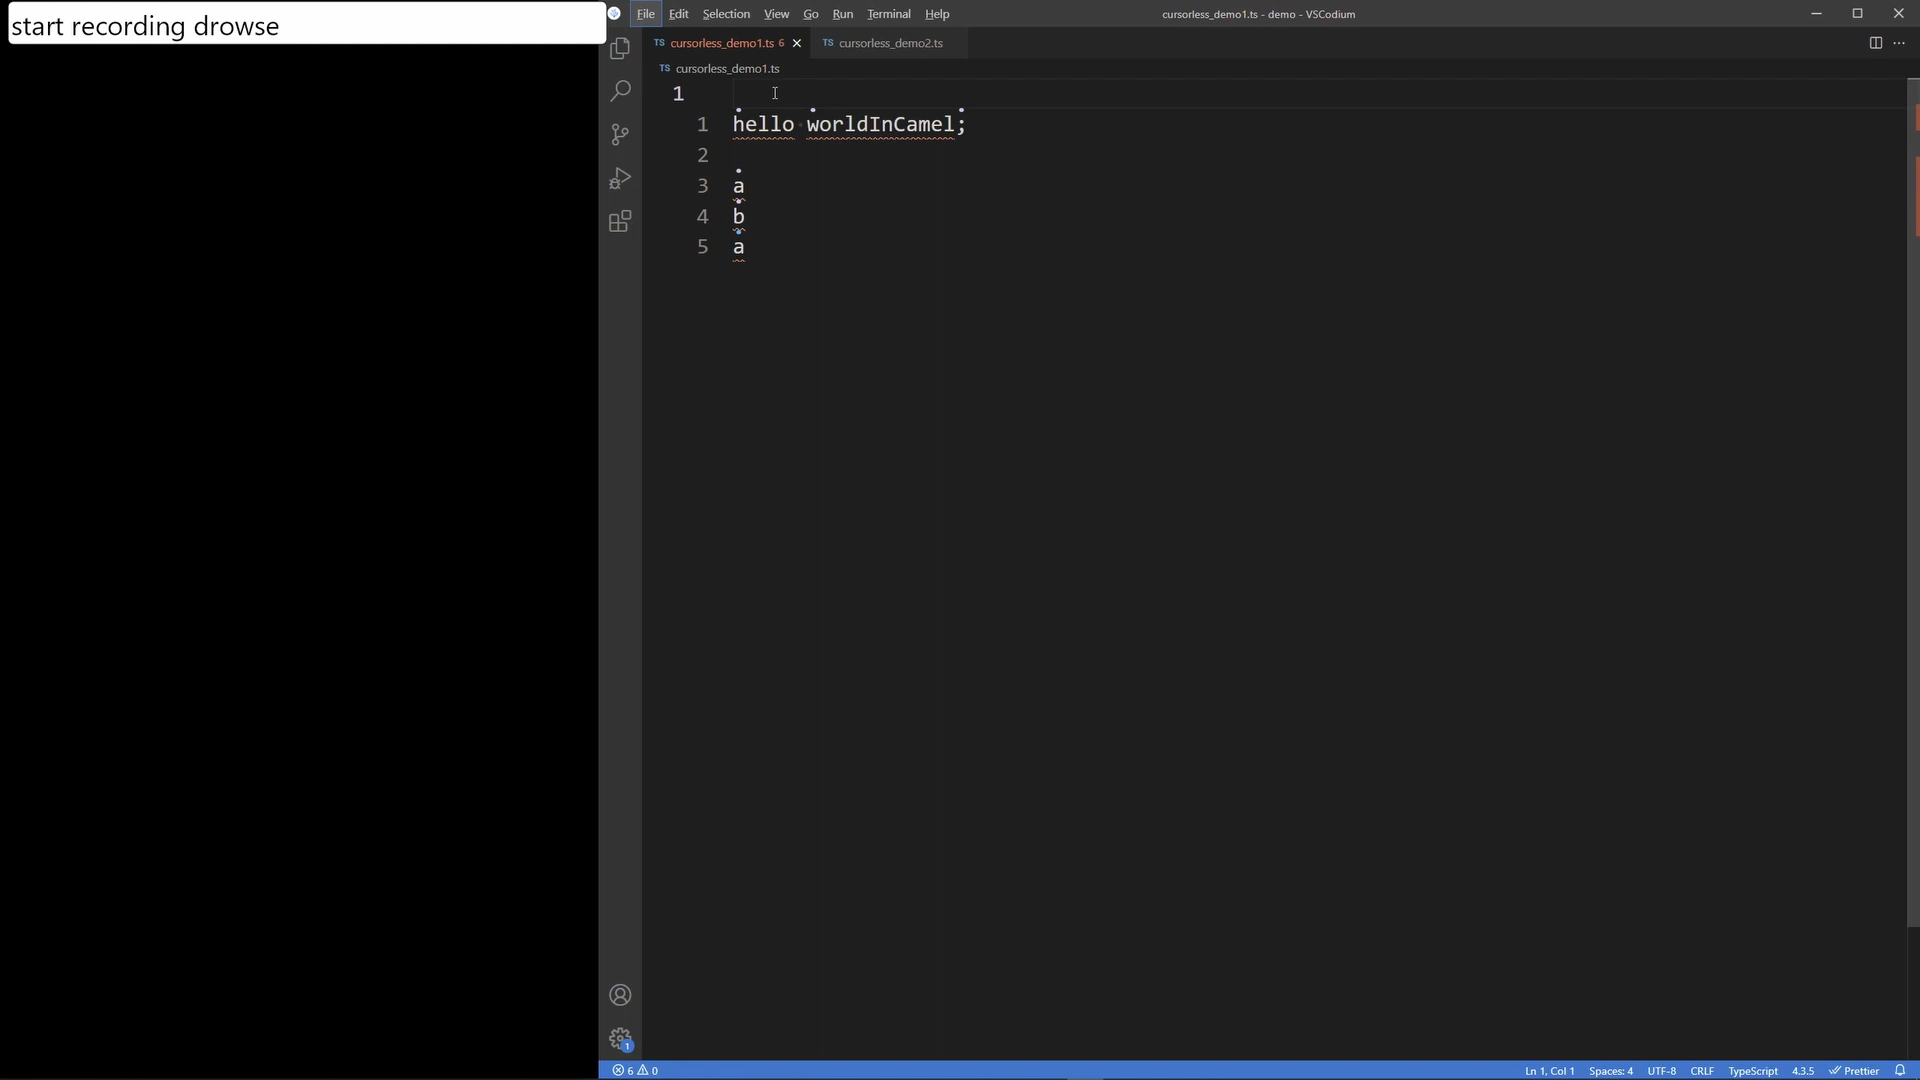 start recording drowse
File Edit Selection View Go Run Terminal Help
cursorless_demo1.ts - demo - VSCodium
TS cursorless_demo1.ts 6
TS cursorless_demo2.ts
TS cursorless_demo1.ts
1
1 hello worldInCamel;
2
3 a
4 b
5 a
1
6 0
Ln 1, Col 1 Spaces: 4 UTF-8 CRLF TypeScript 4.3.5 Prettier